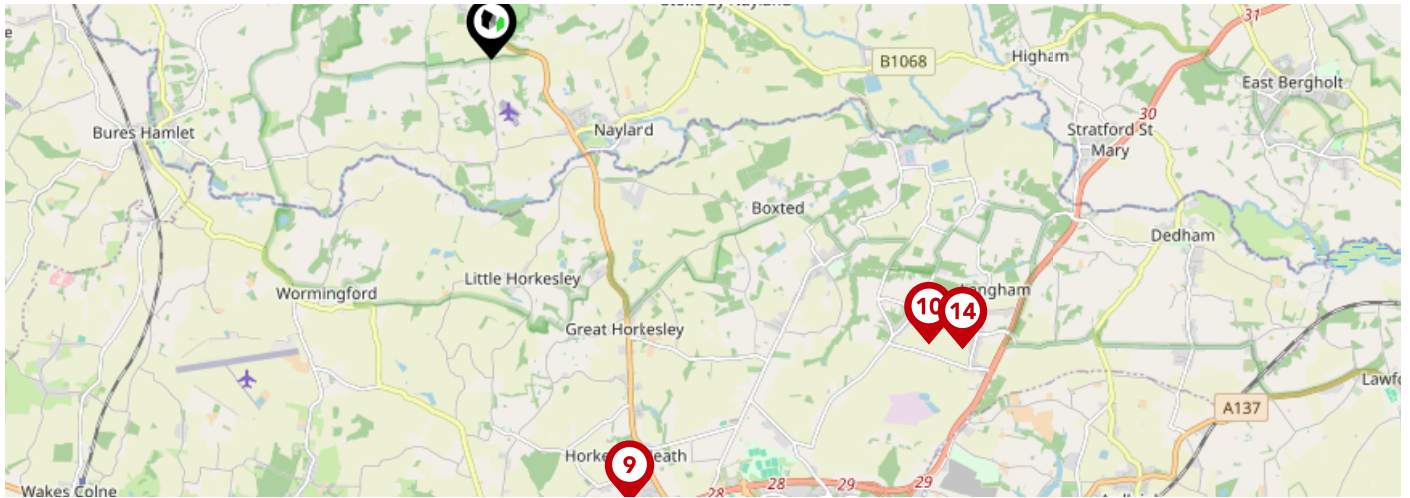 31
B1068
Higham
East Bergholt
30
Bures Hamlet
Nayland
Stratford St
Mary
Boxted
Dedham
Little Horkesley
Wormingford
10
14
Great Horkesley
Lawfo
A137
9
28
28
29
29
Wakes Colne